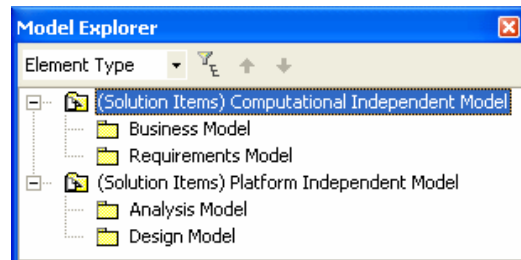 Model Explorer
Element Type
E
(Solution Items) Computational Independent Model
Business Model
Requirements Model
(Solution Items) Platform Independent Model
Analysis Model
Design Model